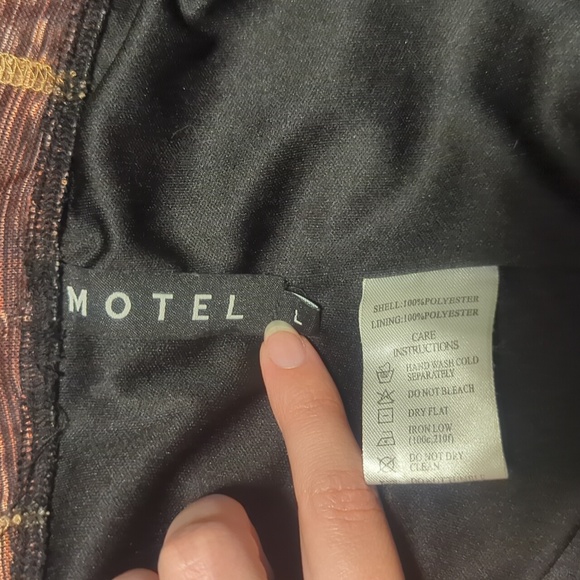 MOTEL
L
SHELL:100%POLYESTER
LINING:100%POLYESTER
CARE
INSTRUCTIONS
HAND WASH COLD
SEPARATELY
DO NOT BLEACH
DRY FLAT
IRON LOW
(100c,210f)
DO NOT DRY
CLEAN